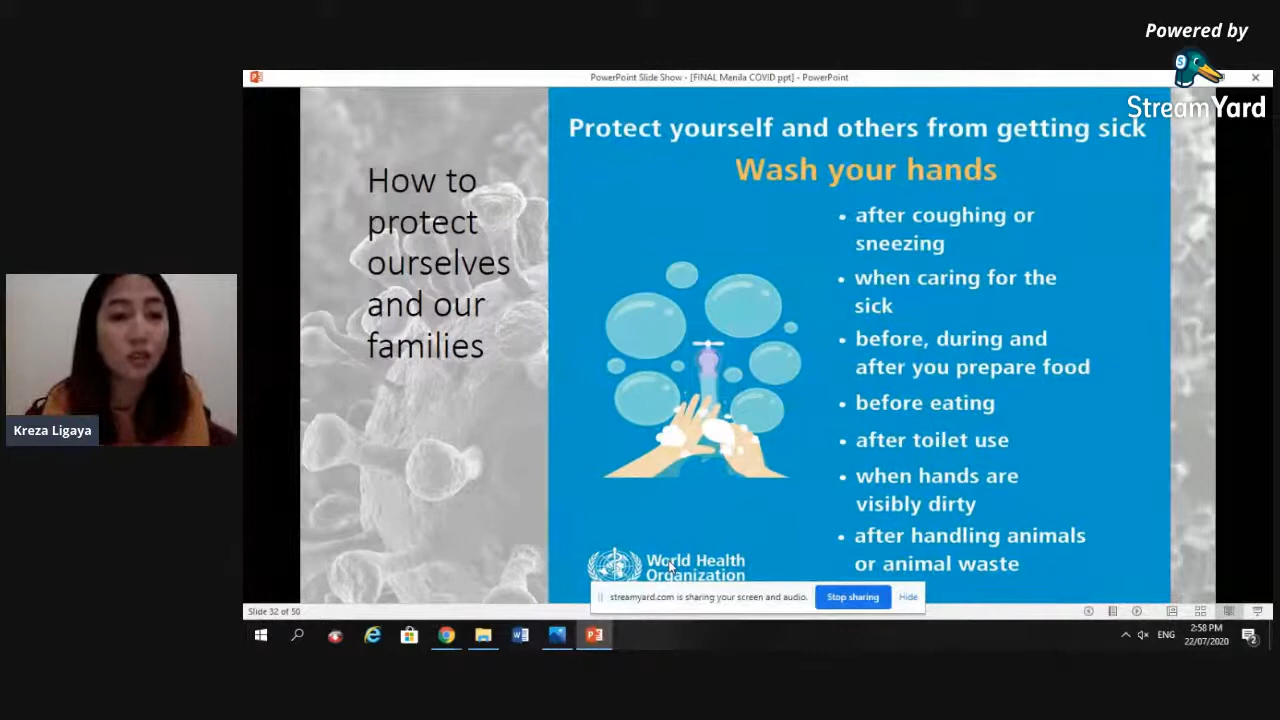 Powered by
StreamYard
PowerPoint Slide Show - [FINAL Manila COVID ppt] - PowerPoint
How to
protect
ourselves
and our
families
Protect yourself and others from getting sick
Wash your hands
• after coughing or
sneezing
• when caring for the
sick
• before, during and
after you prepare food
• before eating
• after toilet use
• when hands are
visibly dirty
• after handling animals
or animal waste
World Health
Organization
Kreza Ligaya
streamyard.com is sharing your screen and audio.
Stop sharing
Hide
Slide 32 of 50
ENG
2:58 PM
22/07/2020
2